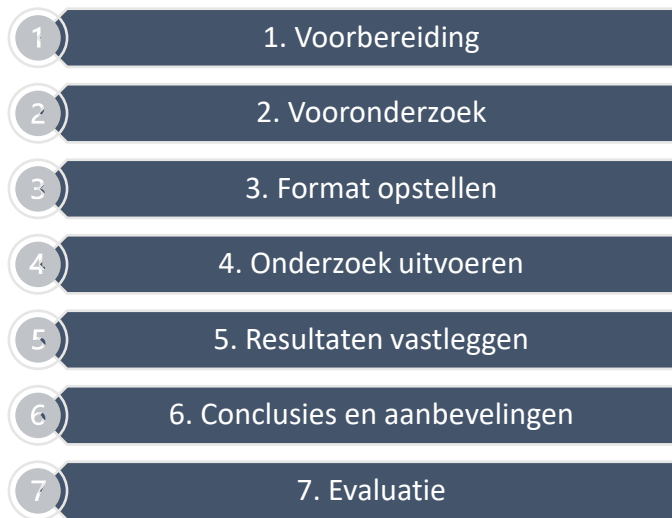 1
1. Voorbereiding
2
2. Vooronderzoek
3
3. Format opstellen
4
4. Onderzoek uitvoeren
5
5. Resultaten vastleggen
6
6. Conclusies en aanbevelingen
7
7. Evaluatie